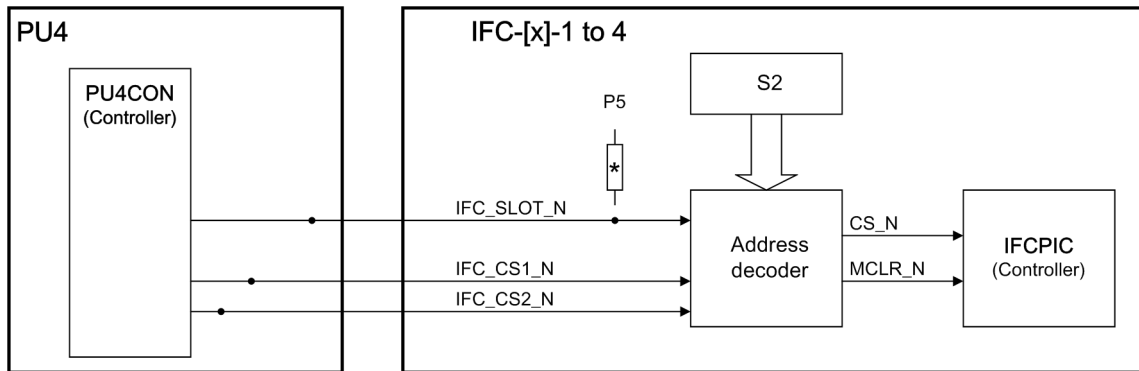 PU4
IFC-[x]-1 to 4
PU4CON
(Controller)
S2
P5
*
IFC_SLOT_N
IFC_CS1_N
IFC_CS2_N
Address
decoder
CS_N
MCLR_N
IFCPIC
(Controller)